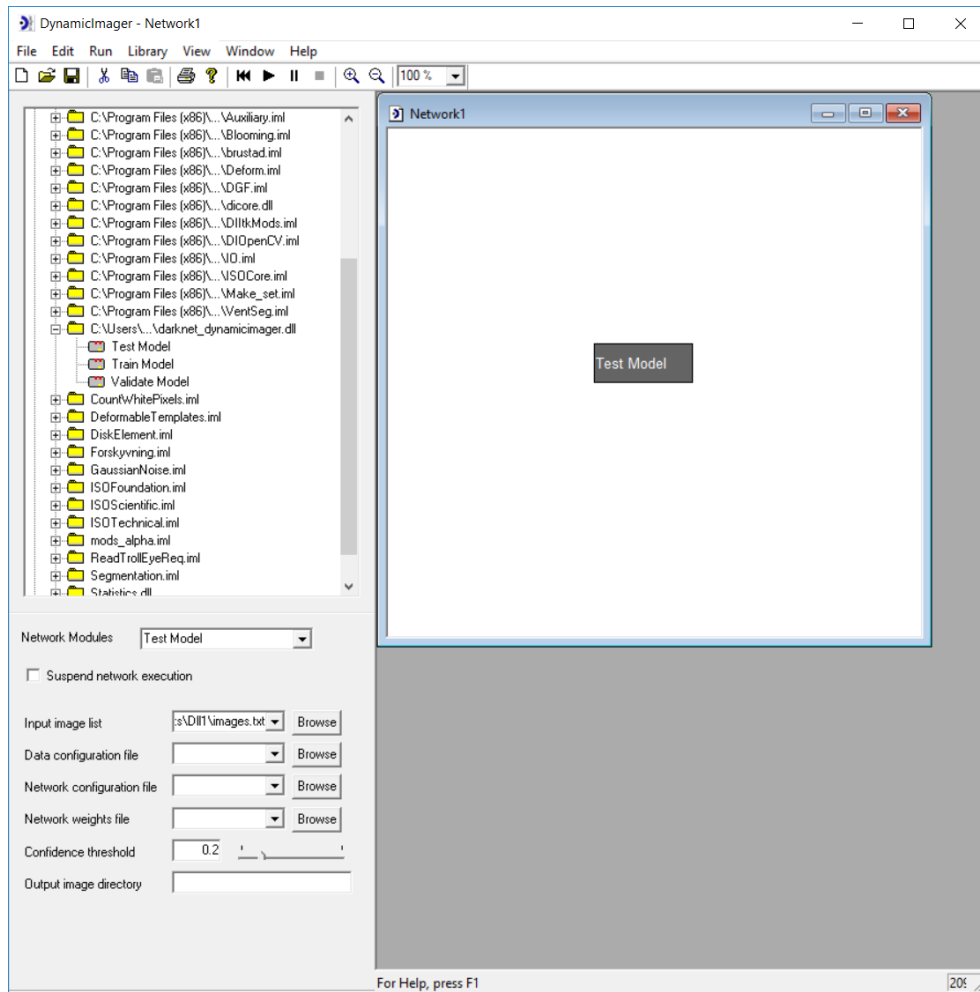 DynamicImager - Network1
File Edit Run Library View Window Help
100 %
C:\Program Files (x86)\...\Auxiliary.iml
C:\Program Files (x86)\...\Blooming.iml
C:\Program Files (x86)\...\brustad.iml
C:\Program Files (x86)\...\Deform.iml
C:\Program Files (x86)\...\DGF.iml
C:\Program Files (x86)\...\dicore.dll
C:\Program Files (x86)\...\DIItkMods.iml
C:\Program Files (x86)\...\DIOpenCV.iml
C:\Program Files (x86)\...\IO.iml
C:\Program Files (x86)\...\ISOCore.iml
C:\Program Files (x86)\...\Make_set.iml
C:\Program Files (x86)\...\VentSeg.iml
C:\Users\...\darknet_dynamicimager.dll
Test Model
Train Model
Validate Model
CountWhitePixels.iml
DeformableTemplates.iml
DiskElement.iml
Forskyvning.iml
GaussianNoise.iml
ISOFoundation.iml
ISOScientific.iml
ISOTechnical.iml
mods_alpha.iml
ReadTrollEyeReq.iml
Segmentation.iml
Statistics.dll
Network Modules Test Model
Suspend network execution
Input image list :s\Dll1\images.txt Browse
Data configuration file Browse
Network configuration file Browse
Network weights file Browse
Confidence threshold 0.2
Output image directory
Network1
Test Model
For Help, press F1